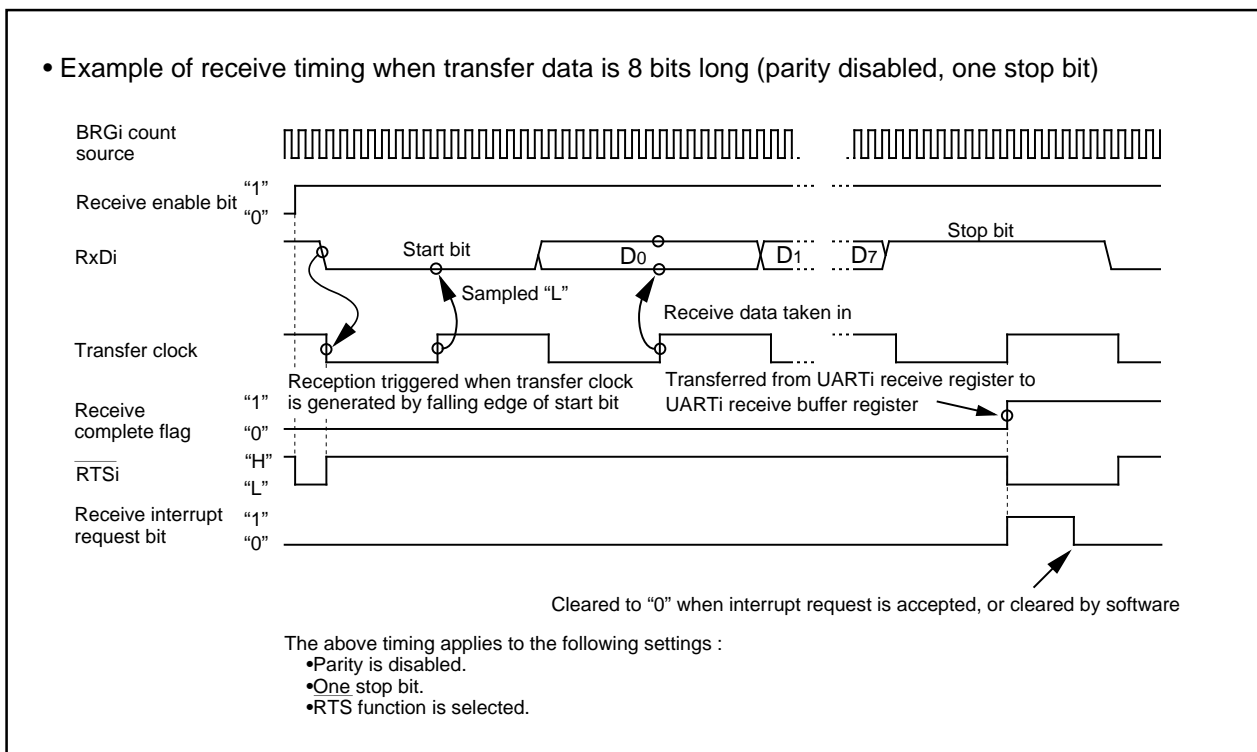 • Example of receive timing when transfer data is 8 bits long (parity disabled, one stop bit)
BRGi count
source
Receive enable bit
“1”
“0”
RxDi
Start bit
D0
D1
D7
Stop bit
Sampled “L”
Receive data taken in
Transfer clock
Reception triggered when transfer clock
is generated by falling edge of start bit
Transferred from UARTi receive register to
UARTi receive buffer register
Receive
complete flag
“1”
“0”
RTSi
“H”
“L”
Receive interrupt
request bit
“1”
“0”
Cleared to “0” when interrupt request is accepted, or cleared by software
The above timing applies to the following settings :
•Parity is disabled.
•One stop bit.
•RTS function is selected.